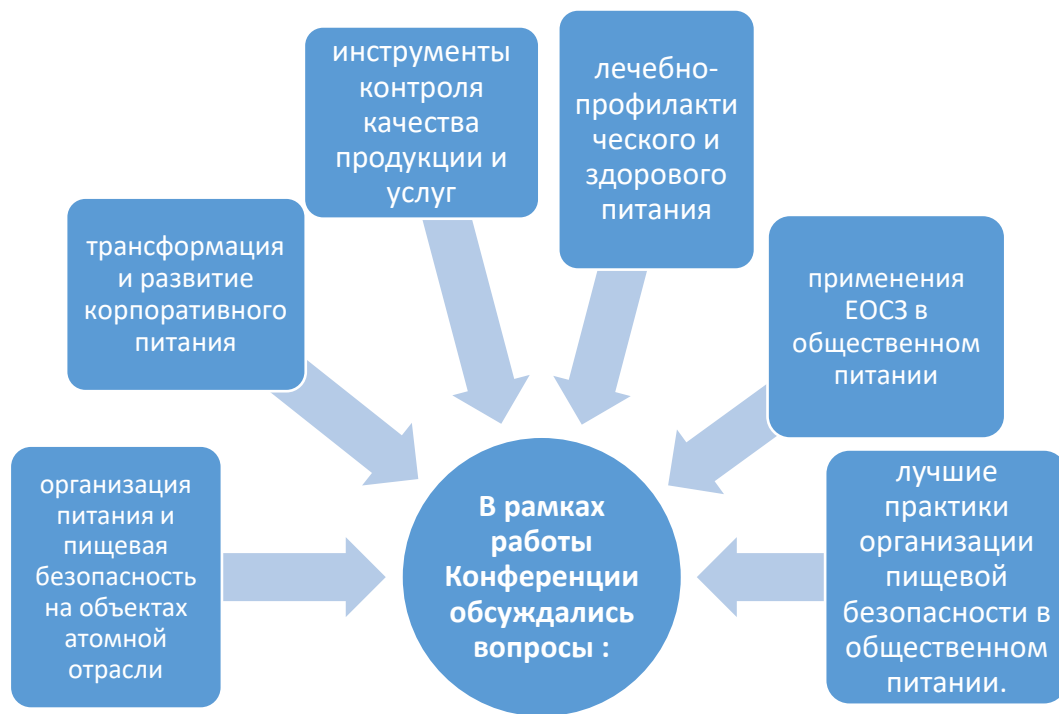 инструменты
контроля
качества
продукции и
услуг
лечебно-
профилакти
ческого и
здорового
питания
трансформация
и развитие
корпоративного
питания
применения
ЕОСЗ в
общественном
питании
организация
питания и
пищевая
безопасность
на объектах
атомной
отрасли
В рамках
работы
Конференции
обсуждались
вопросы :
лучшие
практики
организации
пищевой
безопасности в
общественном
питании.